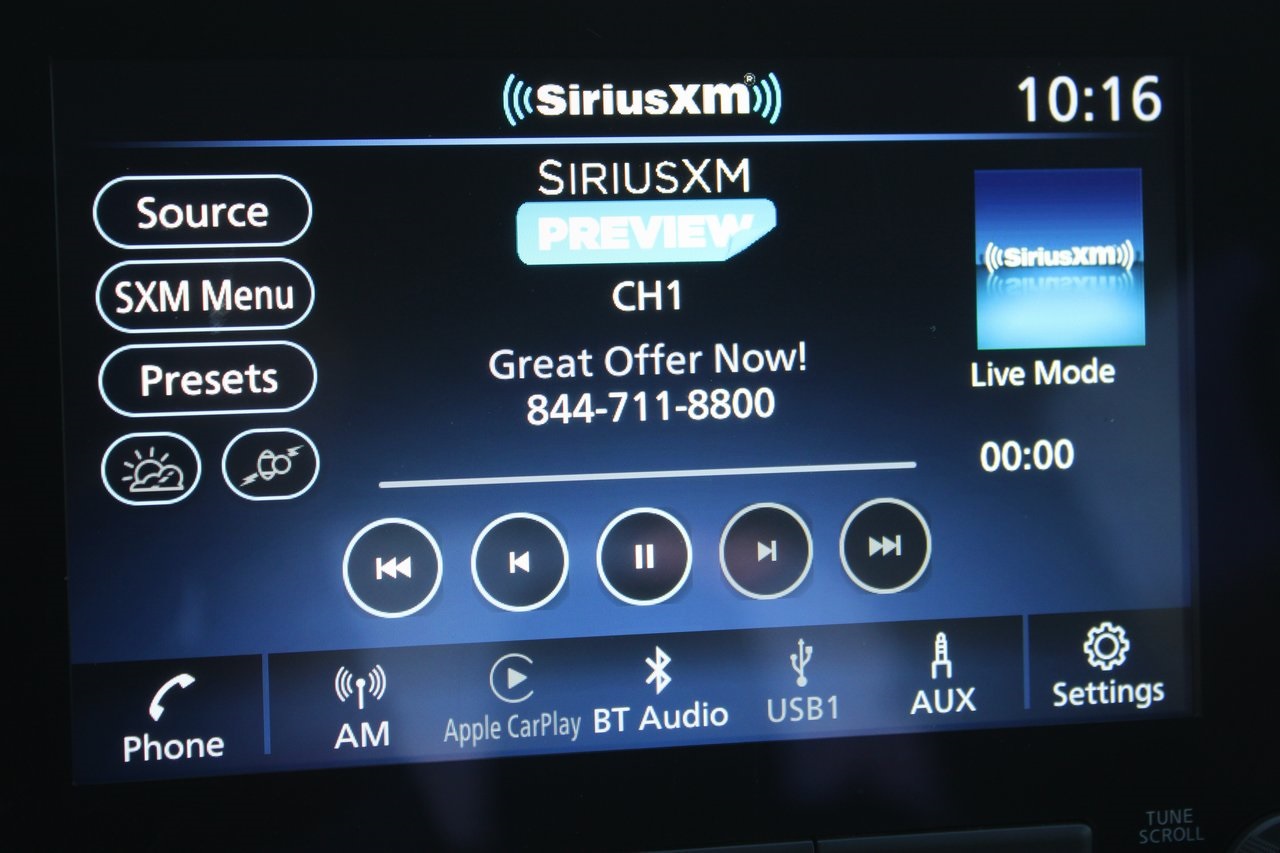 SiriusXM®
10:16
Source
SXM Menu
Presets
SIRIUSXM
PREVIEW
CH1
Great Offer Now!
844-711-8800
SiriusXM
Live Mode
00:00
Phone
AM
Apple CarPlay
BT Audio
USB1
AUX
Settings
TUNE
SCROLL